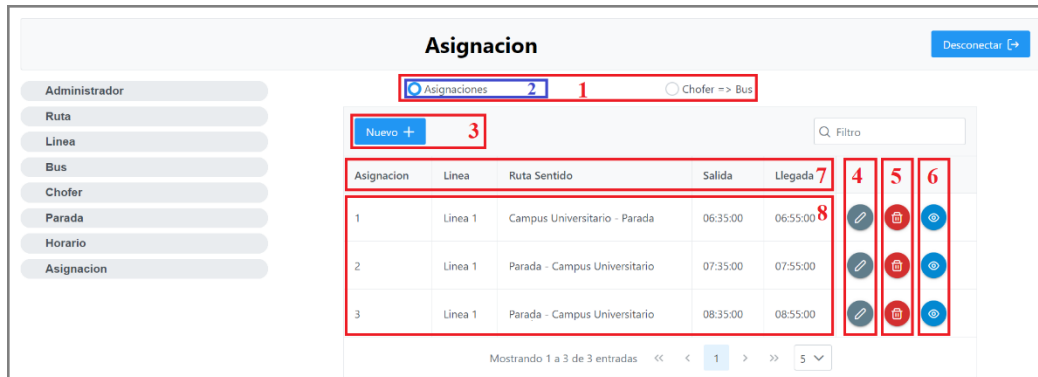 Asignacion
Desconectar
Administrador
Ruta
Linea
Bus
Chofer
Parada
Horario
Asignacion
Asignaciones 2 1 Chofer => Bus
Nuevo + 3 Filtro
Asignacion Linea Ruta Sentido Salida Llegada 7 4 5 6
1 Linea 1 Campus Universitario - Parada 06:35:00 06:55:00 8
2 Linea 1 Parada - Campus Universitario 07:35:00 07:55:00
3 Linea 1 Parada - Campus Universitario 08:35:00 08:55:00
Mostrando 1 a 3 de 3 entradas << < 1 > >> 5